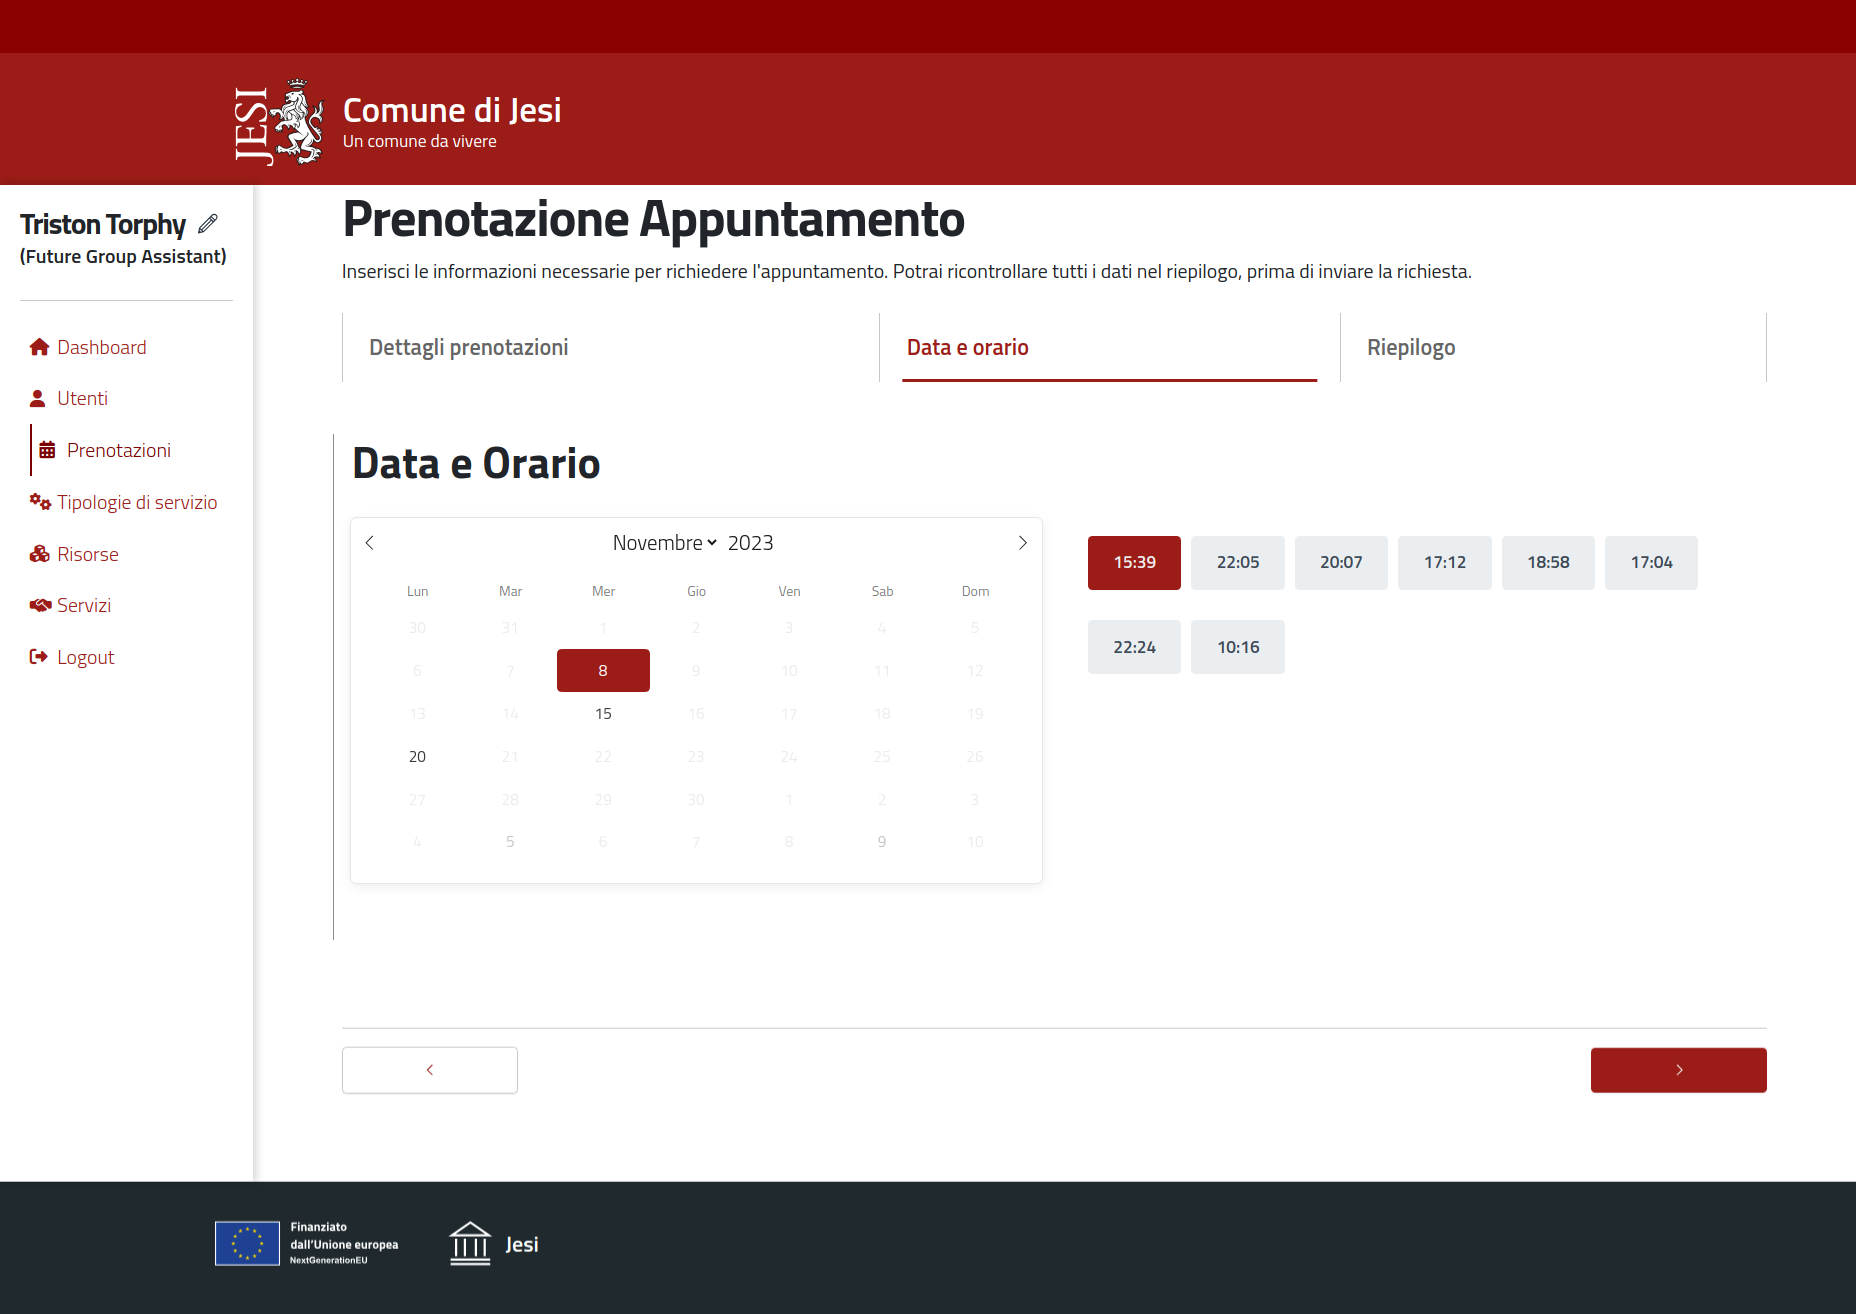 JESI
Comune di Jesi
Un comune da vivere
Triston Torphy
(Future Group Assistant)
Dashboard
Utenti
Prenotazioni
Tipologie di servizio
Risorse
Servizi
Logout
Prenotazione Appuntamento
Inserisci le informazioni necessarie per richiedere l'appuntamento. Potrai ricontrollare tutti i dati nel riepilogo, prima di inviare la richiesta.
Dettagli prenotazioni
Data e orario
Riepilogo
Data e Orario
Novembre 2023
Lun Mar Mer Gio Ven Sab Dom
30 31 1 2 3 4 5
6 7 8 9 10 11 12
13 14 15 16 17 18 19
20 21 22 23 24 25 26
27 28 29 30 1 2 3
4 5 6 7 8 9 10
15:39 22:05 20:07 17:12 18:58 17:04
22:24 10:16
Finanziato
dall'Unione europea
NextGenerationEU
Jesi